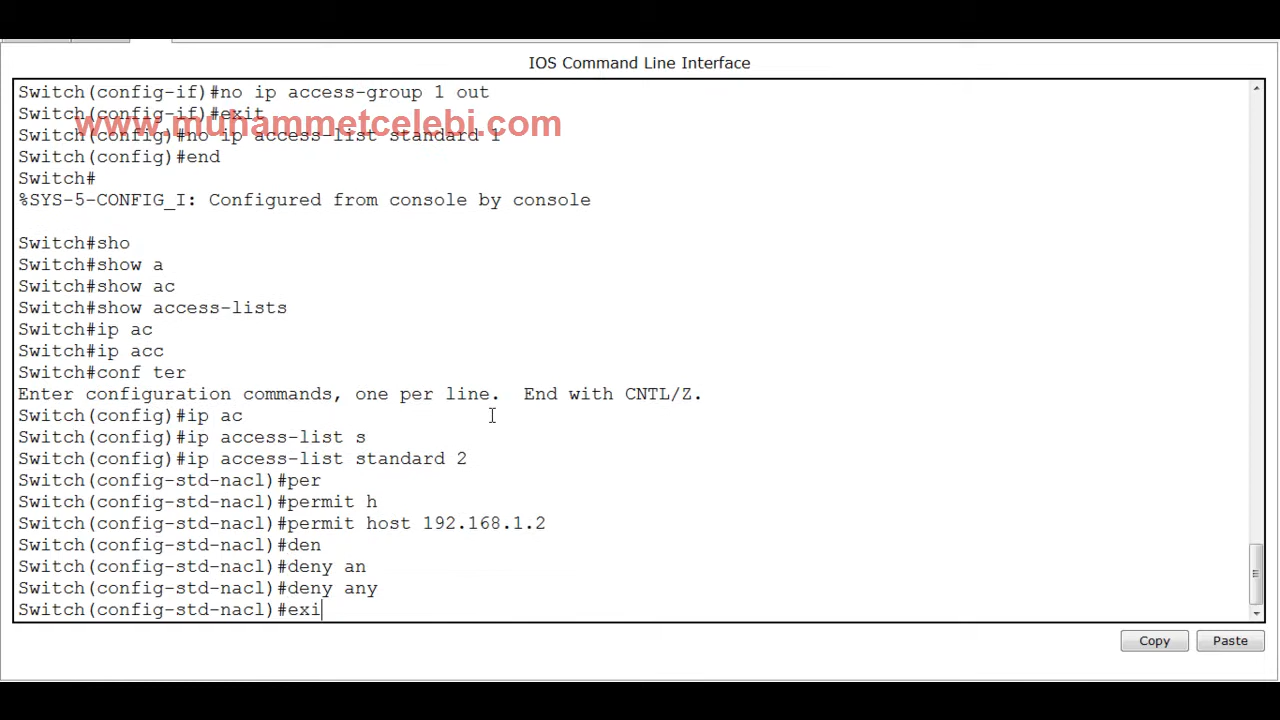 IOS Command Line Interface
Switch(config-if)#no ip access-group 1 out
Switch(config-if)#exit
www.muhammetcelebi.com
Switch(config)#no ip access-list standard 1
Switch(config)#end
Switch#
%SYS-5-CONFIG_I: Configured from console by console
Switch#sho
Switch#show a
Switch#show ac
Switch#show access-lists
Switch#ip ac
Switch#ip acc
Switch#conf ter
Enter configuration commands, one per line.  End with CNTL/Z.
Switch(config)#ip ac
Switch(config)#ip access-list s
Switch(config)#ip access-list standard 2
Switch(config-std-nacl)#per
Switch(config-std-nacl)#permit h
Switch(config-std-nacl)#permit host 192.168.1.2
Switch(config-std-nacl)#den
Switch(config-std-nacl)#deny an
Switch(config-std-nacl)#deny any
Switch(config-std-nacl)#exi
Copy Paste